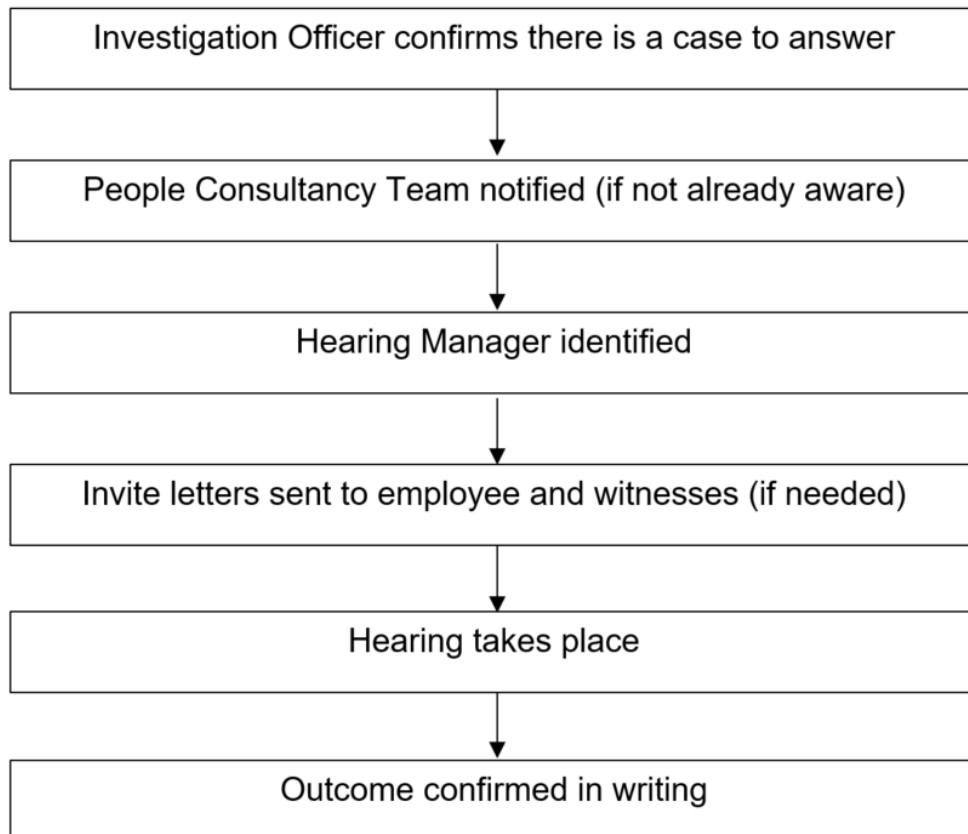 Investigation Officer confirms there is a case to answer
People Consultancy Team notified (if not already aware)
Hearing Manager identified
Invite letters sent to employee and witnesses (if needed)
Hearing takes place
Outcome confirmed in writing